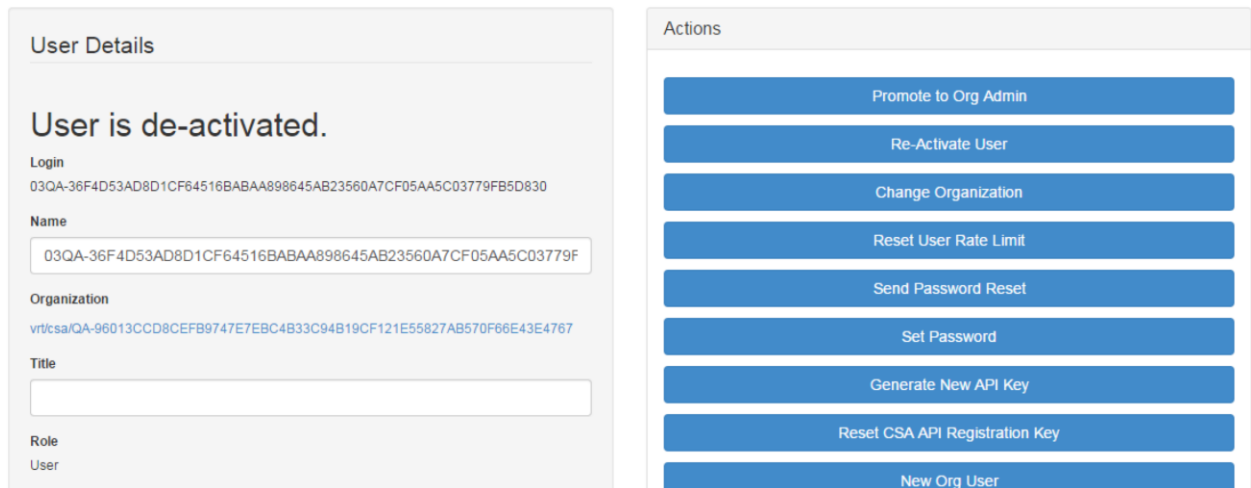 User Details
User is de-activated.
Login
03QA-36F4D53AD8D1CF64516BABAA898645AB23560A7CF05AA5C03779FB5D830
Name
03QA-36F4D53AD8D1CF64516BABAA898645AB23560A7CF05AA5C03779F
Organization
vrt/csa/QA-96013CCD8CEFB9747E7EBC4B33C94B19CF121E55827AB570F66E43E4767
Title
Role
User
Actions
Promote to Org Admin
Re-Activate User
Change Organization
Reset User Rate Limit
Send Password Reset
Set Password
Generate New API Key
Reset CSA API Registration Key
New Org User